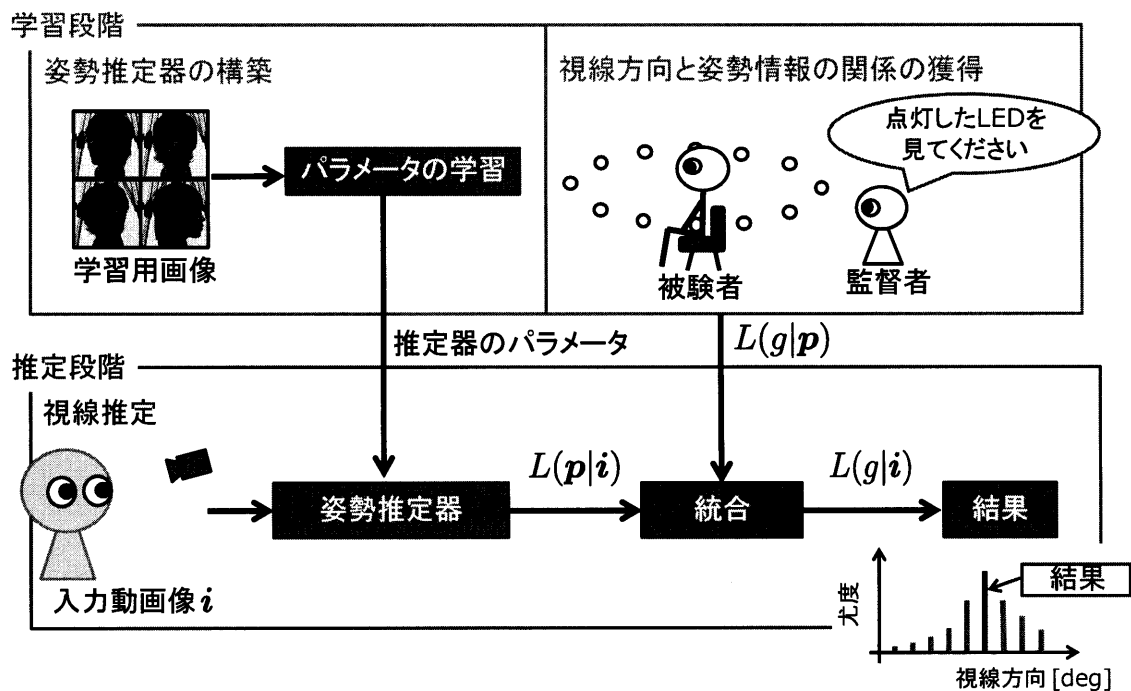 学習段階
姿勢推定器の構築
学習用画像
パラメータの学習
視線方向と姿勢情報の関係の獲得
点灯したLEDを
見てください
被験者
監督者
推定器のパラメータ
L(g|p)
推定段階
視線推定
入力動画像i
姿勢推定器
L(p|i)
統合
L(g|i)
結果
結果
尤度
視線方向 [deg]